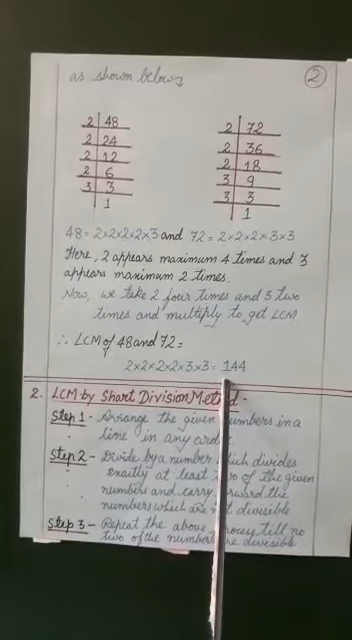 as shown below,
2
2 | 48
2 | 24
2 | 12
2 | 6
3 | 3
1
2 | 72
2 | 36
2 | 18
3 | 9
3 | 3
1
48 = 2×2×2×2×3 and 72 = 2×2×2×3×3
Here, 2 appears maximum 4 times and 3
appears maximum 2 times.
Now, we take 2 four times and 3 two
times and multiply to get LCM
∴ LCM of 48 and 72 =
2×2×2×2×3×3 = 144
2. LCM by Short Division Method -
Step 1 - Arrange the given numbers in a
line in any order
Step 2 - Divide by a number which divides
exactly at least two of the given
numbers and carry forward the
numbers which are not divisible
Step 3 - Repeat the above till no
two of the numbers are divisible